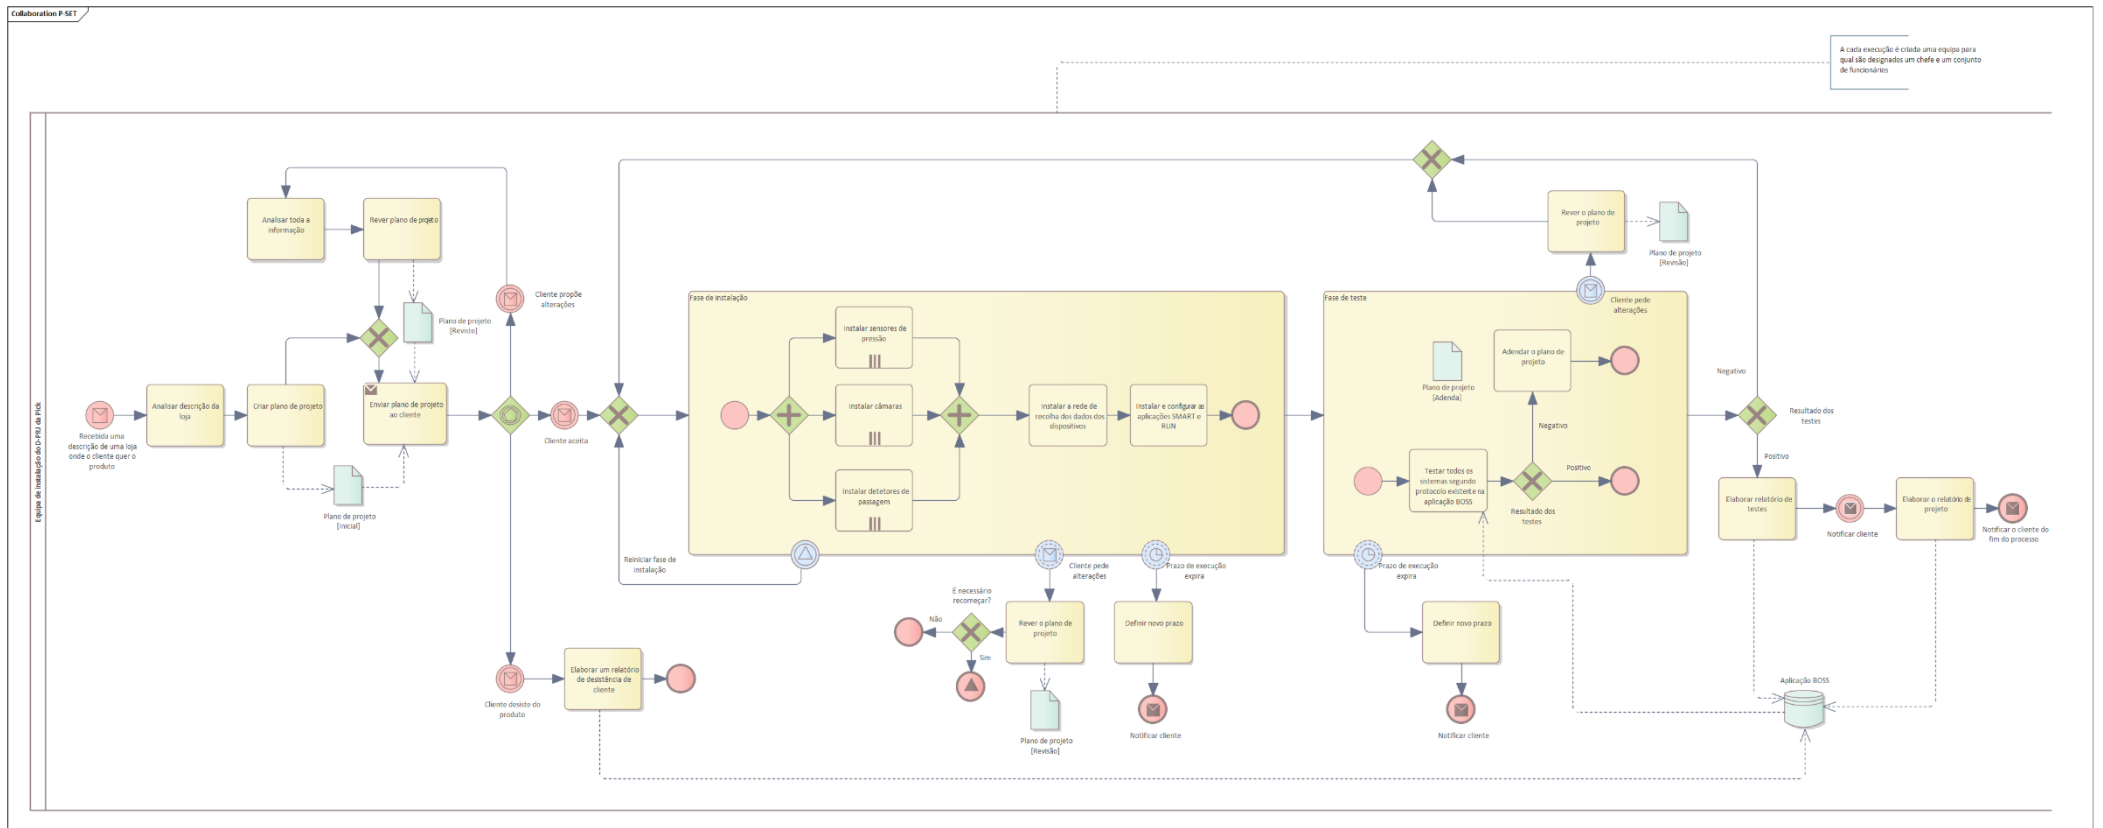 Collaboration P-SET
A cada execução é criada uma equipa para
qual são designados um chefe e um conjunto
de funcionários
Equipa de instalação do D-PRJ da Pick
Recebida uma
descrição de uma loja
onde o cliente quer o
produto
Analisar descrição da
loja
Criar plano de projeto
Plano de projeto
[Inicial]
Analisar toda a
informação
Rever plano de projeto
Plano de projeto
[Revisto]
Enviar plano de projeto
ao cliente
Cliente propõe
alterações
Cliente aceita
Cliente desiste do
produto
Elaborar um relatório
de desistência de
cliente
Reiniciar fase de
instalação
Fase de instalação
Instalar sensores de
pressão
Instalar câmaras
Instalar detetores de
passagem
Instalar a rede de
recolha dos dados dos
dispositivos
Instalar e configurar as
aplicações SMART e
RUN
Cliente pede
alterações
Prazo de execução
expira
É necessário
recomeçar?
Não
Sim
Rever o plano de
projeto
Plano de projeto
[Revisão]
Definir novo prazo
Notificar cliente
Fase de teste
Plano de projeto
[Adenda]
Adendar o plano de
projeto
Negativo
Testar todos os
sistemas segundo
protocolo existente na
aplicação BOSS
Positivo
Resultado dos
testes
Prazo de execução
expira
Definir novo prazo
Notificar cliente
Cliente pede
alterações
Rever o plano de
projeto
Plano de projeto
[Revisão]
Negativo
Resultado dos
testes
Positivo
Elaborar relatório de
testes
Notificar cliente
Elaborar o relatório de
projeto
Notificar o cliente do
fim do processo
Aplicação BOSS